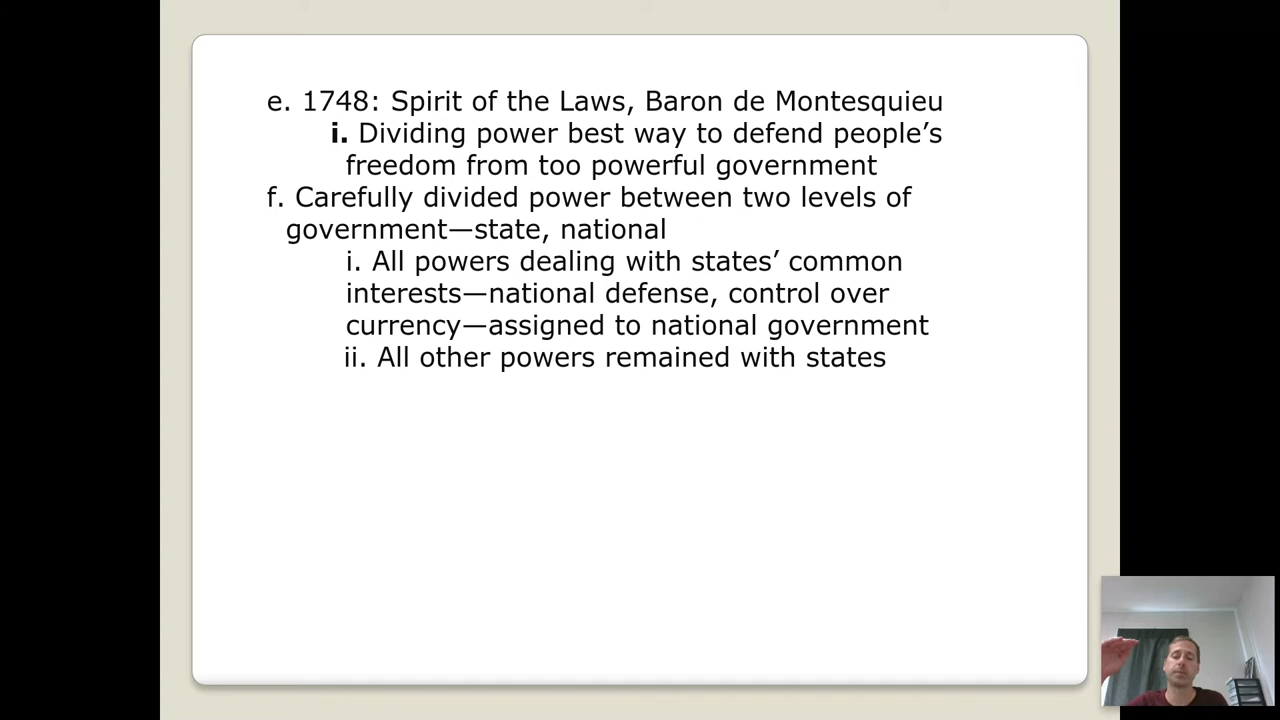 e. 1748: Spirit of the Laws, Baron de Montesquieu
i. Dividing power best way to defend people’s
freedom from too powerful government
f. Carefully divided power between two levels of
government—state, national
i. All powers dealing with states’ common
interests—national defense, control over
currency—assigned to national government
ii. All other powers remained with states